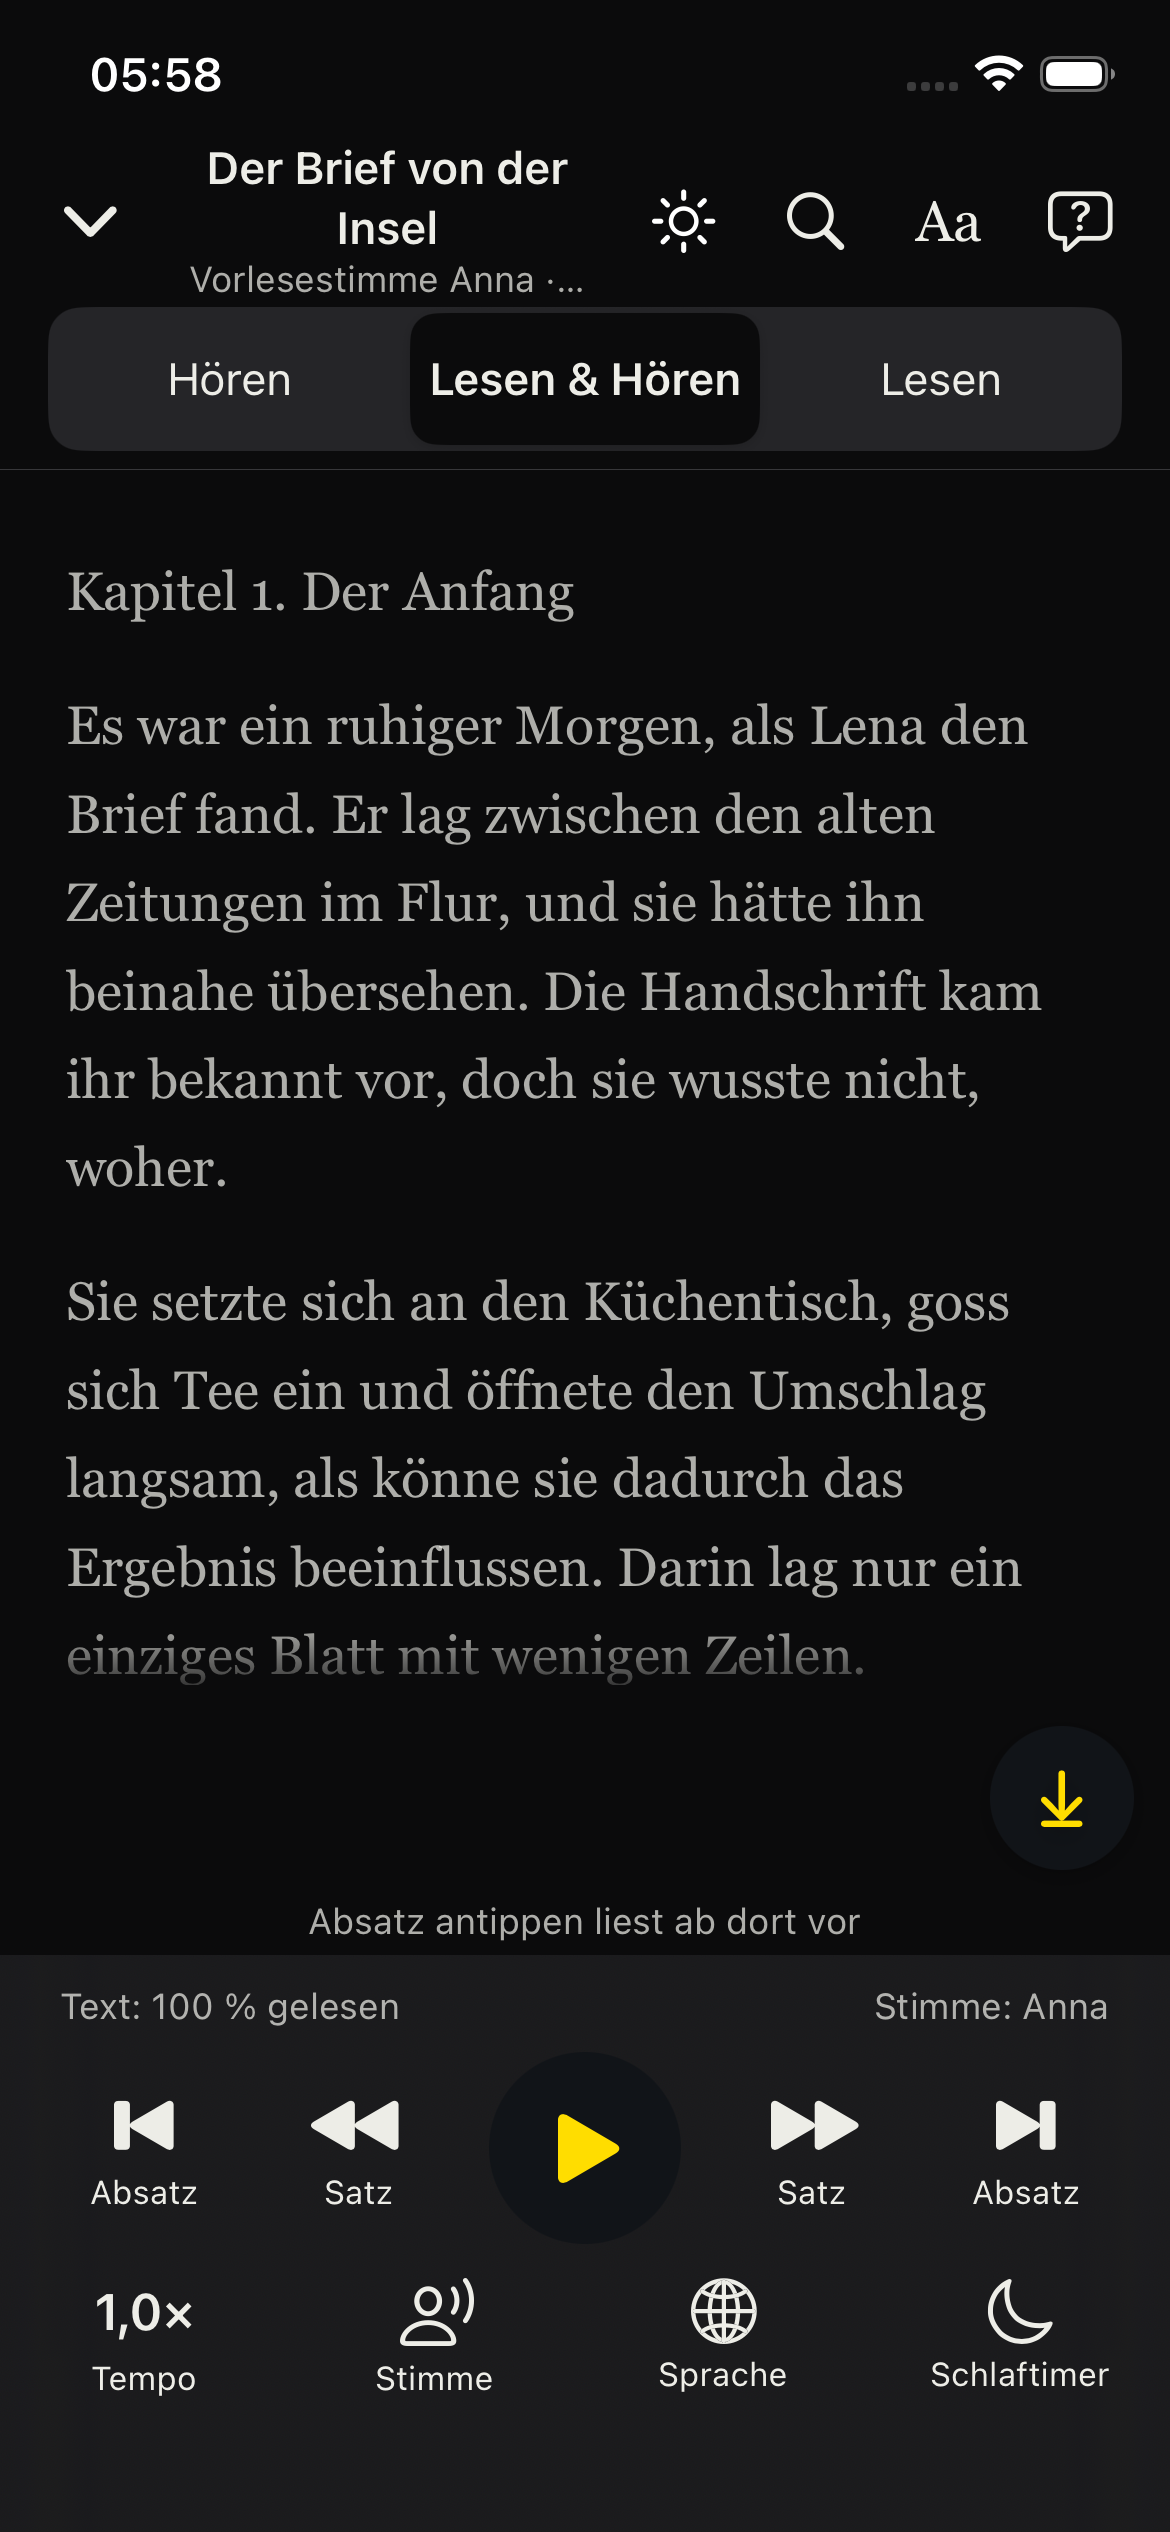 05:58
Der Brief von der
Insel
Vorlesestimme Anna ·...
Aa
?
Hören
Lesen & Hören
Lesen
Kapitel 1. Der Anfang
Es war ein ruhiger Morgen, als Lena den
Brief fand. Er lag zwischen den alten
Zeitungen im Flur, und sie hätte ihn
beinahe übersehen. Die Handschrift kam
ihr bekannt vor, doch sie wusste nicht,
woher.
Sie setzte sich an den Küchentisch, goss
sich Tee ein und öffnete den Umschlag
langsam, als könne sie dadurch das
Ergebnis beeinflussen. Darin lag nur ein
einziges Blatt mit wenigen Zeilen.
Absatz antippen liest ab dort vor
Text: 100 % gelesen
Stimme: Anna
Absatz
Satz
Satz
Absatz
1,0×
Tempo
Stimme
Sprache
Schlaftimer